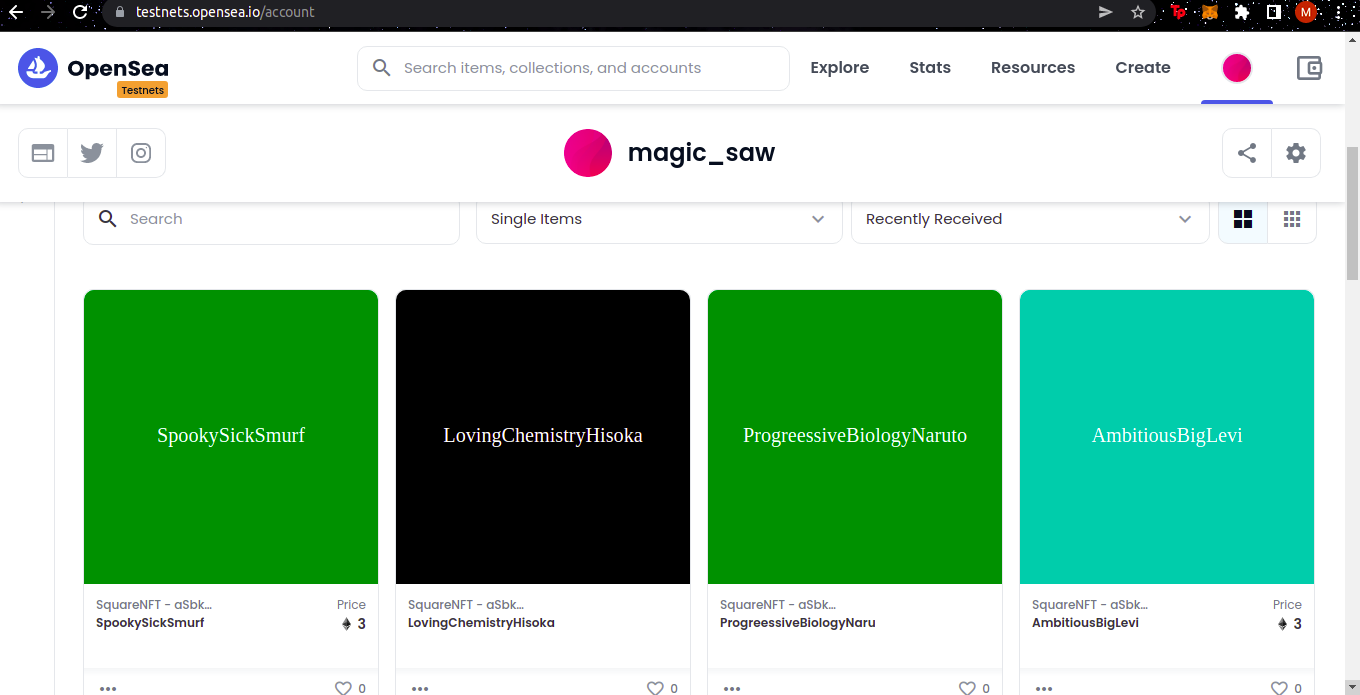 testnets.opensea.io/account
Tp
M
OpenSea
Testnets
Search items, collections, and accounts
Explore
Stats
Resources
Create
magic_saw
Search
Single Items
Recently Received
SpookySickSmurf
LovingChemistryHisoka
ProgreessiveBiologyNaruto
AmbitiousBigLevi
SquareNFT - aSbk...
Price
SpookySickSmurf
3
0
SquareNFT - aSbk...
LovingChemistryHisoka
0
SquareNFT - aSbk...
ProgreessiveBiologyNaru
0
SquareNFT - aSbk...
Price
AmbitiousBigLevi
3
0